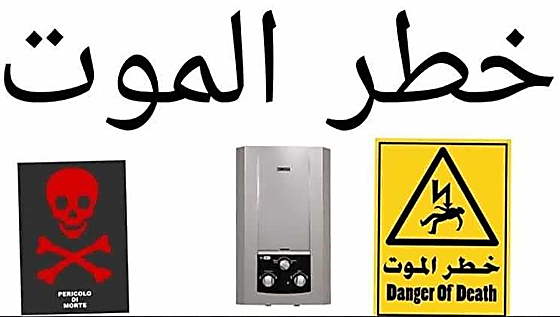 خطر الموت
PERICOLO
DI
MORTE
خطر الموت
Danger Of Death